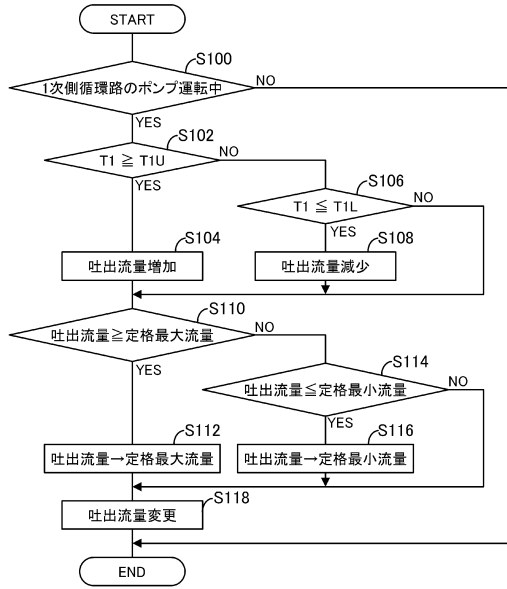 START
S100
1次側循環路のポンプ運転中
NO
YES
S102
T1 ≧ T1U
NO
YES
S106
T1 ≦ T1L
NO
YES
S104
吐出流量増加
S108
吐出流量減少
S110
吐出流量≧定格最大流量
NO
YES
S114
吐出流量≦定格最小流量
NO
YES
S112
吐出流量→定格最大流量
S116
吐出流量→定格最小流量
S118
吐出流量変更
END